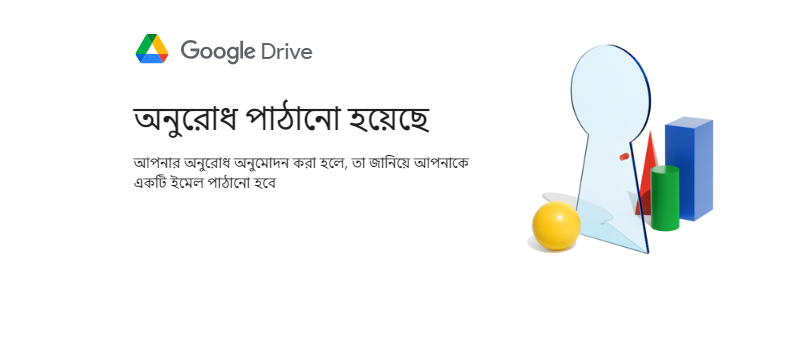 Google Drive
অনুরোধ পাঠানো হয়েছে
আপনার অনুরোধ অনুমোদন করা হলে, তা জানিয়ে আপনাকে
একটি ইমেল পাঠানো হবে